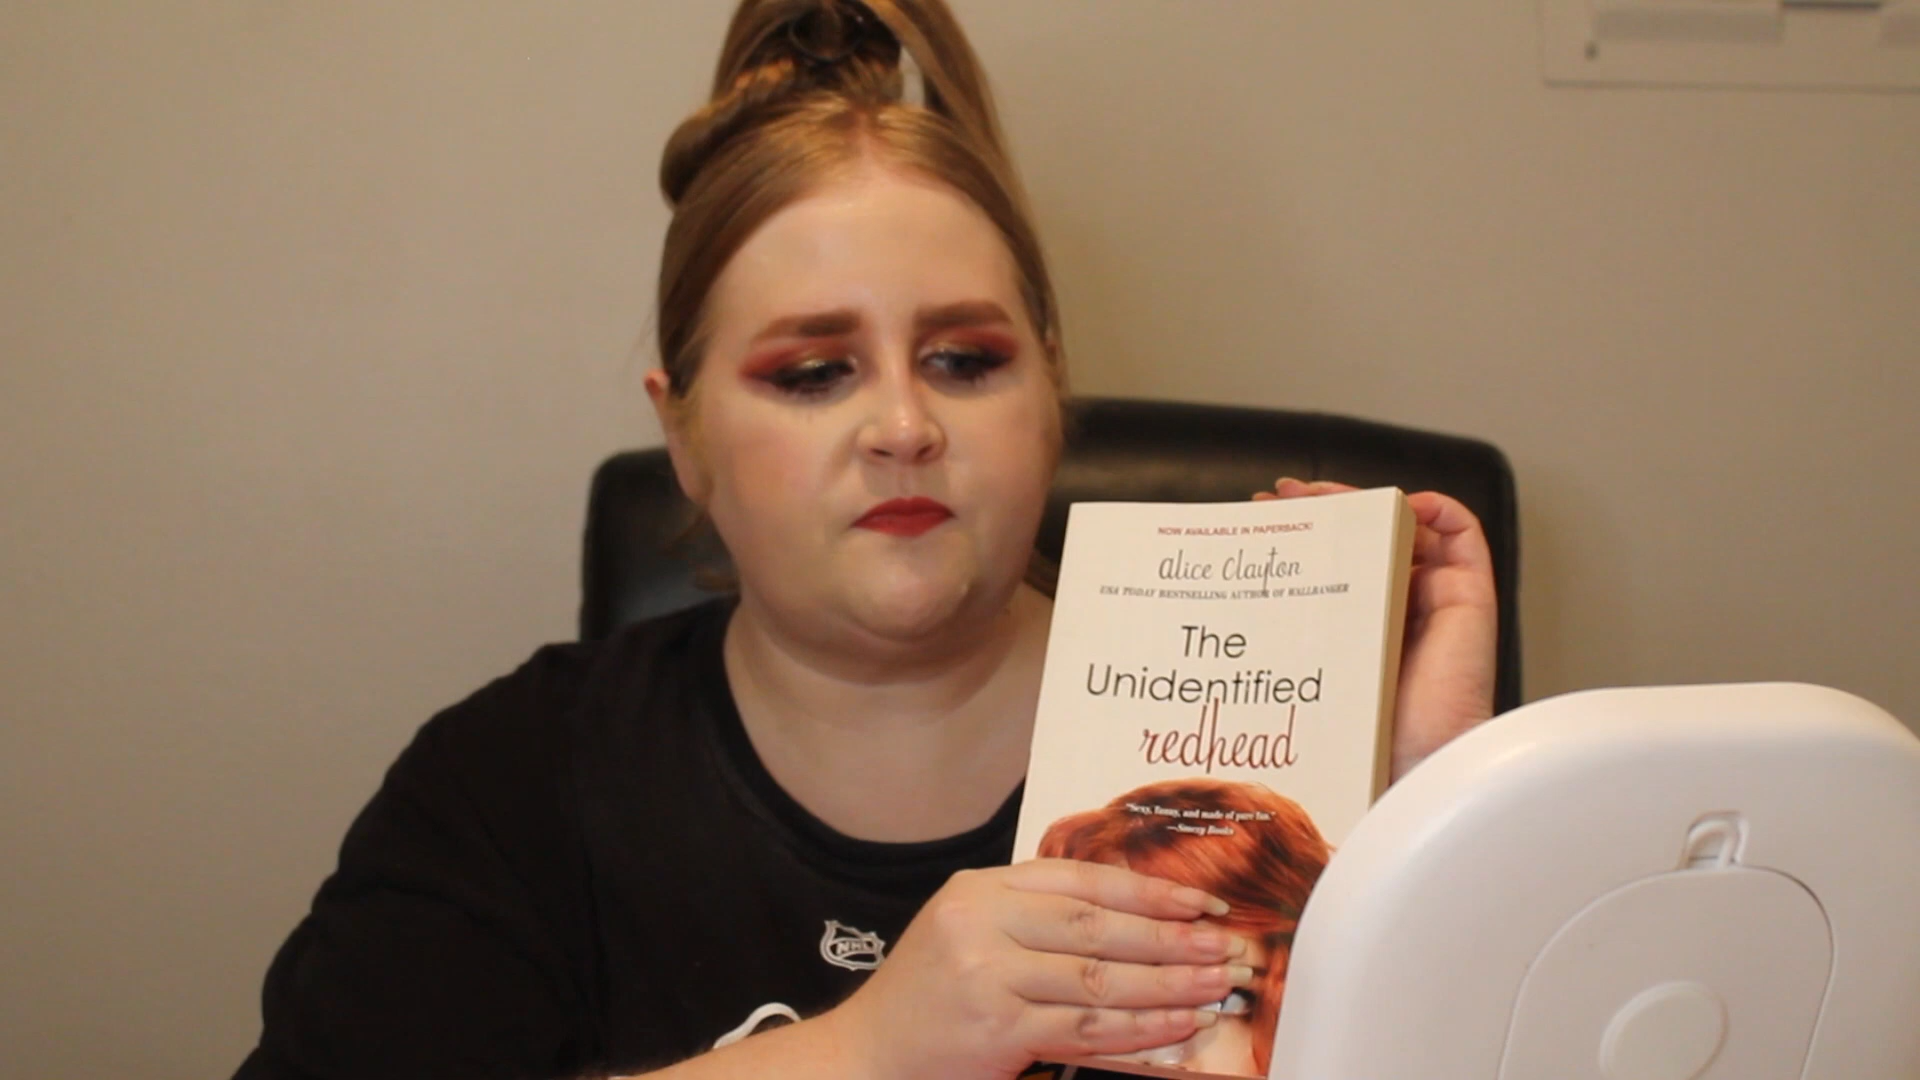 NOW AVAILABLE IN PAPERBACK!
alice clayton
USA TODAY BESTSELLING AUTHOR OF WALLBANGER
The
Unidentified
redhead
"Sexy, funny, and made of pure fun."
—Smexy Books
NHL